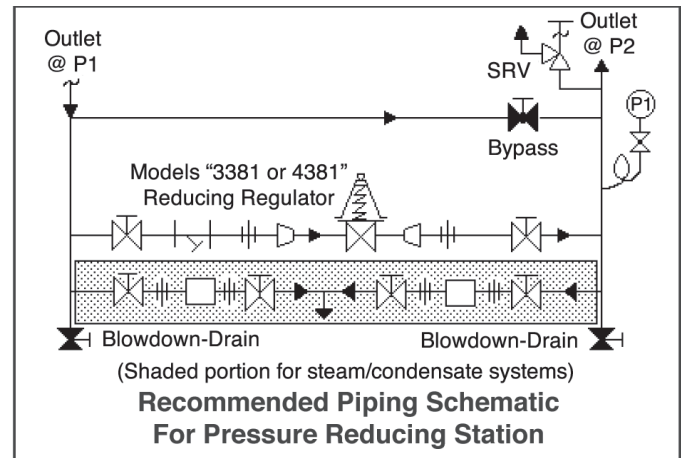 Outlet
@ P1
Outlet
@ P2
SRV
P1
Bypass
Models “3381 or 4381”
Reducing Regulator
Blowdown-Drain
Blowdown-Drain
(Shaded portion for steam/condensate systems)
Recommended Piping Schematic
For Pressure Reducing Station